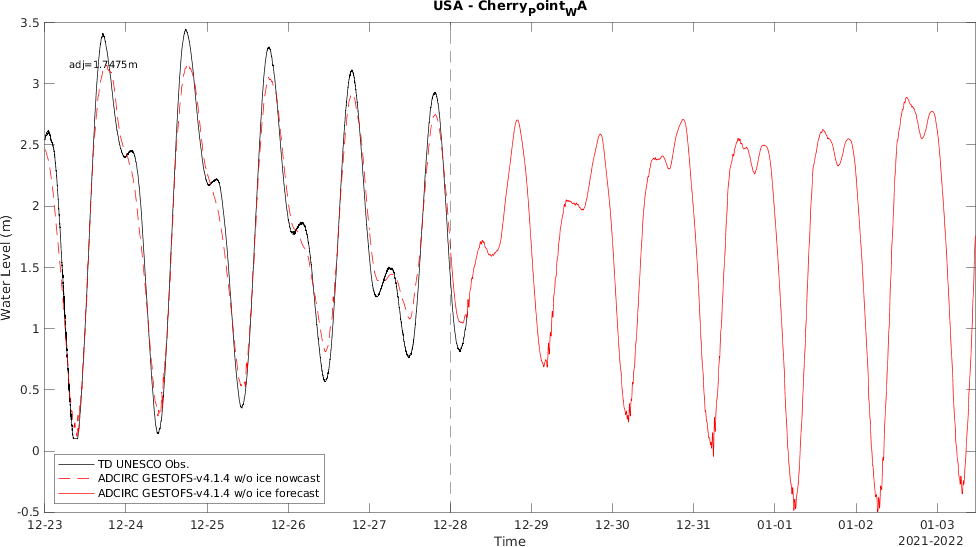 USA - CherryPointWA
3.5
adj=1.7475m
3
2.5
2
1.5
1
0.5
0
-0.5
Water Level (m)
TD UNESCO Obs.
ADCIRC GESTOFS-v4.1.4 w/o ice nowcast
ADCIRC GESTOFS-v4.1.4 w/o ice forecast
12-23 12-24 12-25 12-26 12-27 12-28 12-29 12-30 12-31 01-01 01-02 01-03
Time
2021-2022